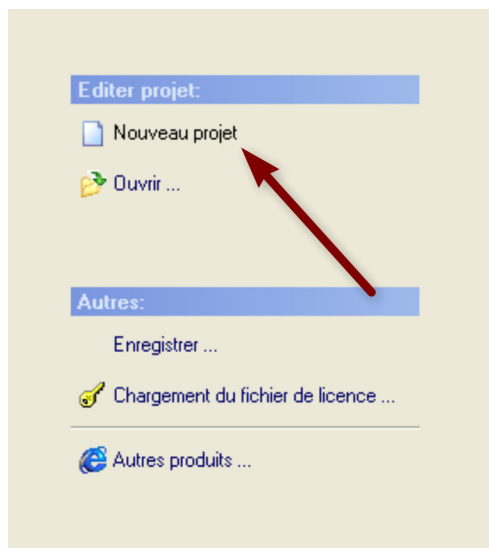 Editer projet:
Nouveau projet
Ouvrir ...
Autres:
Enregistrer ...
Chargement du fichier de licence ...
Autres produits ...